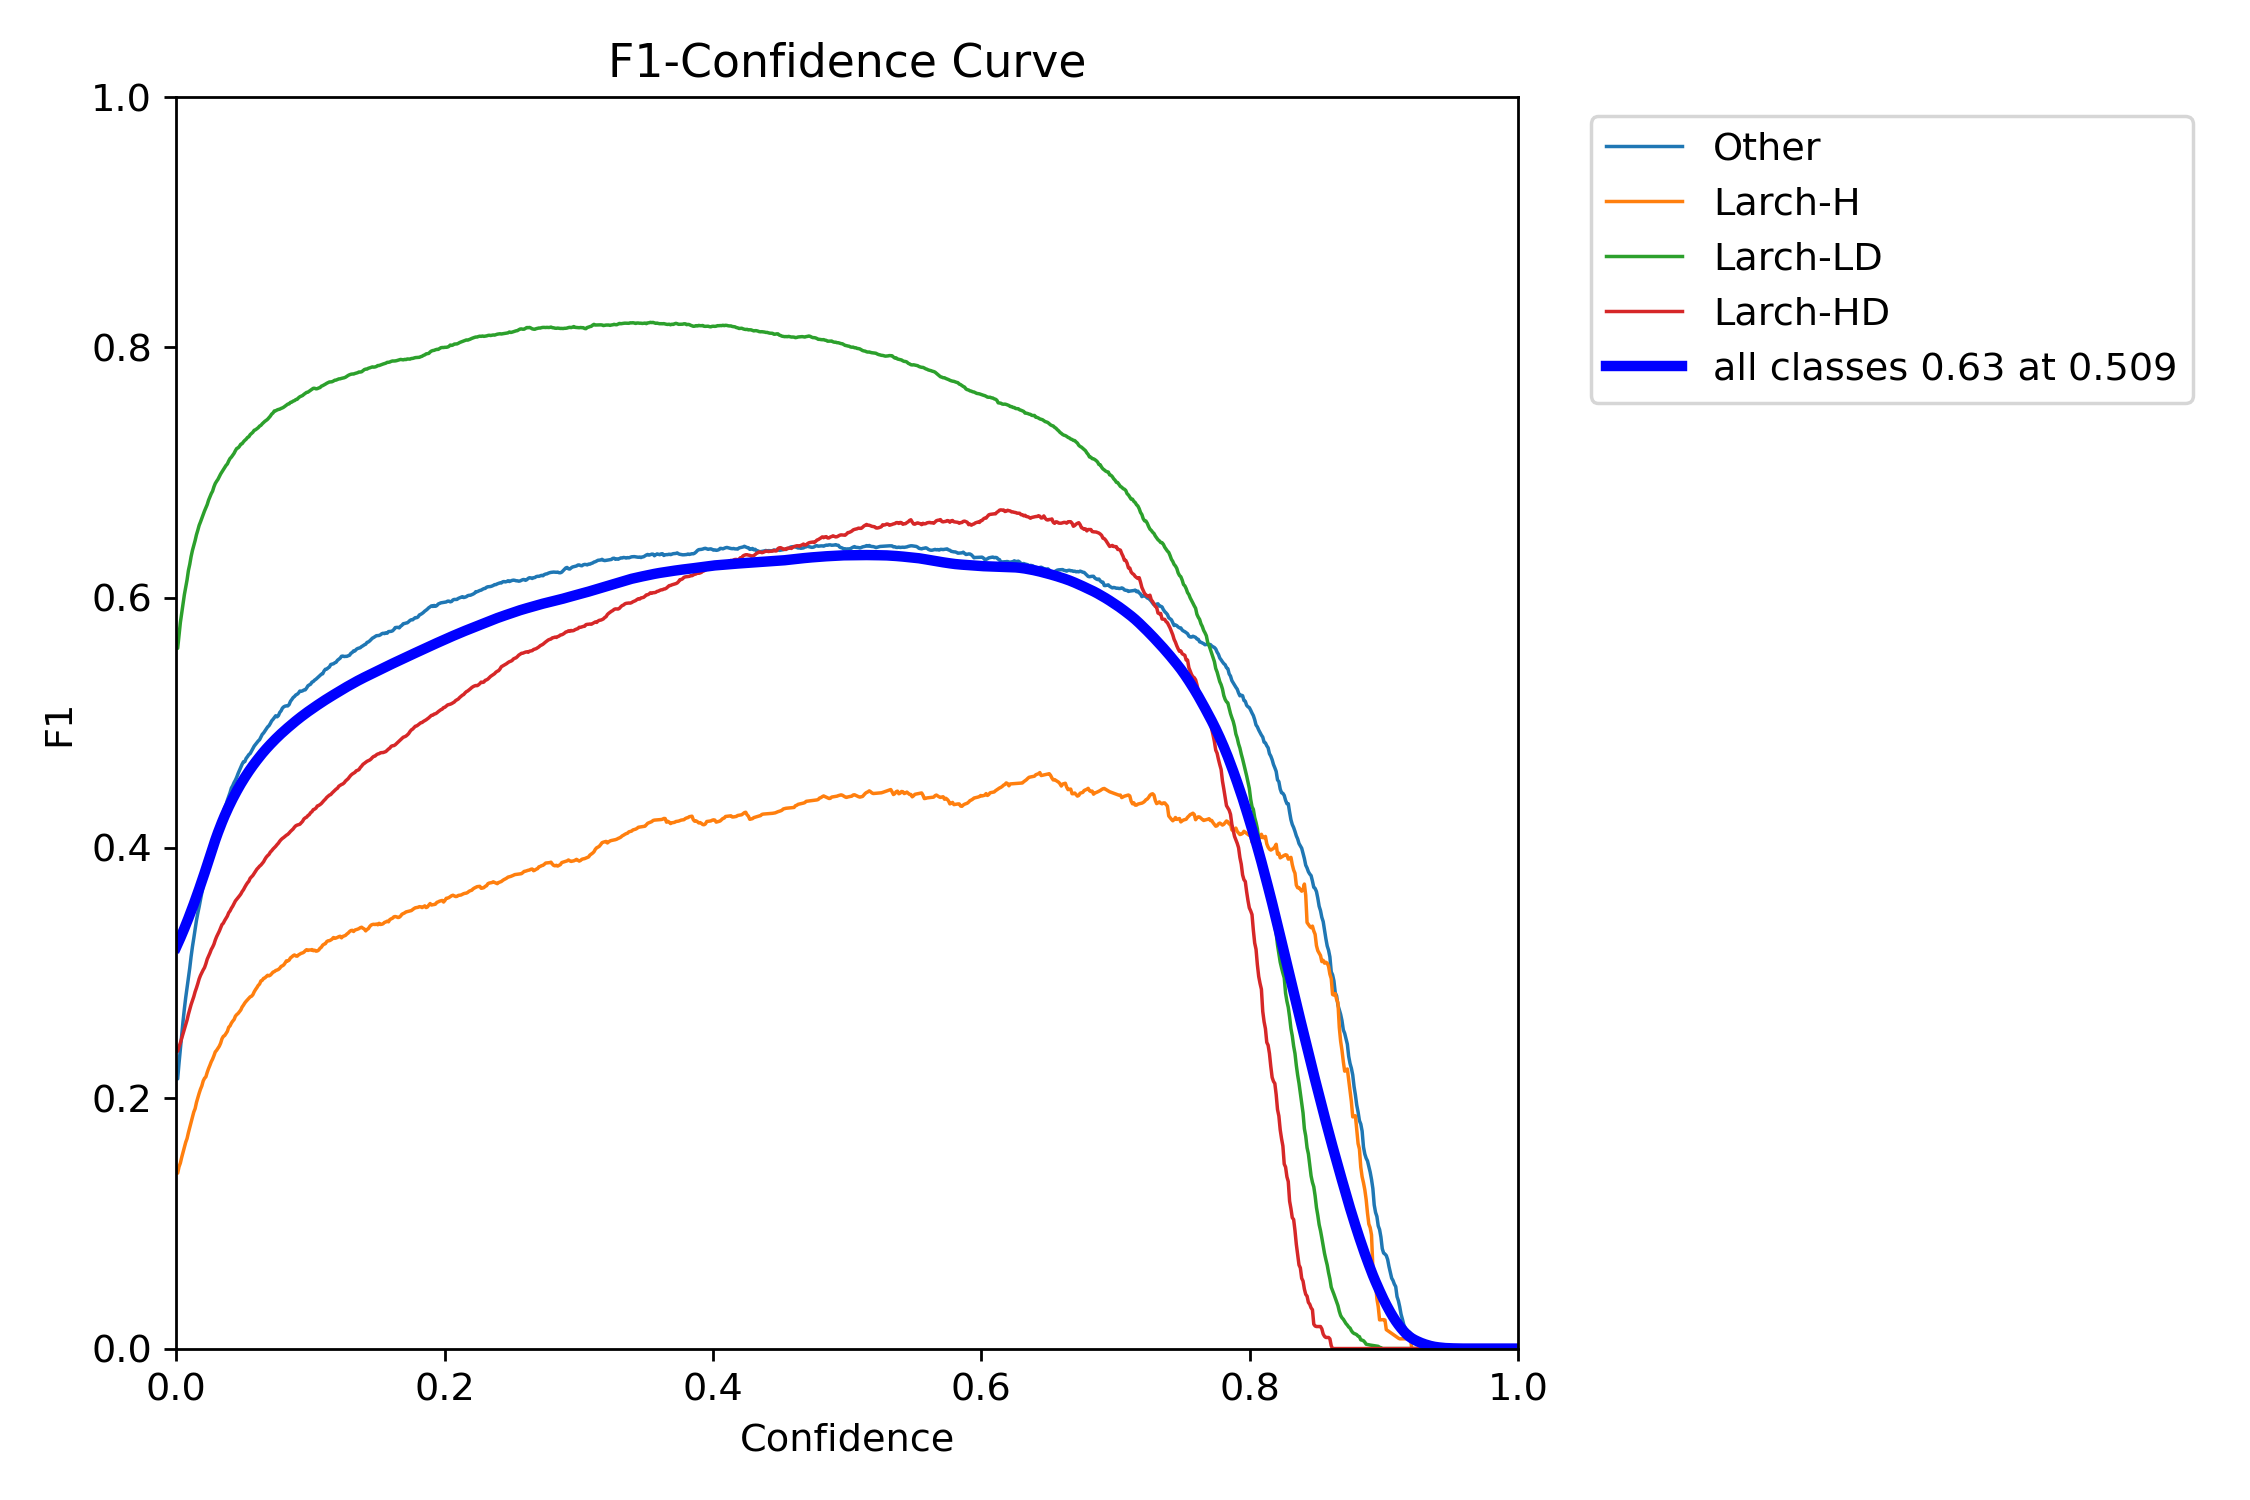 F1-Confidence Curve
1.0
0.8
0.6
0.4
0.2
0.0
F1
0.0 0.2 0.4 0.6 0.8 1.0
Confidence
Other
Larch-H
Larch-LD
Larch-HD
all classes 0.63 at 0.509